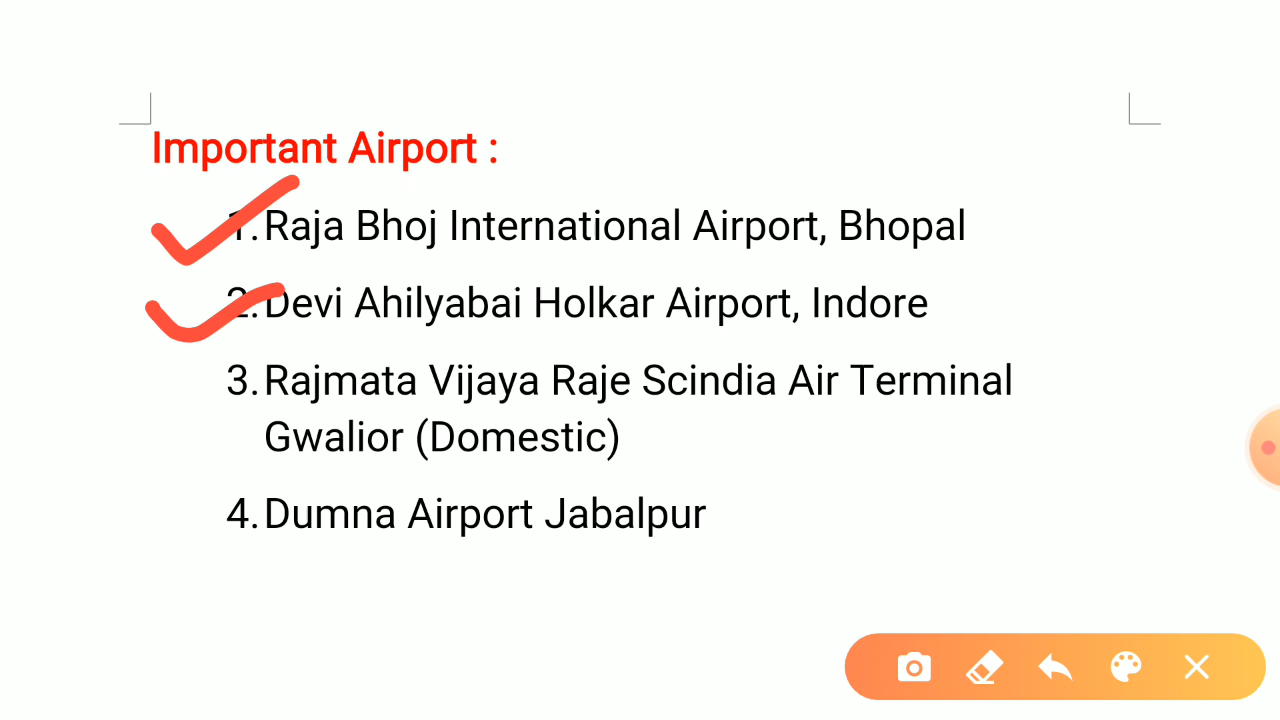 Important Airport :
1. Raja Bhoj International Airport, Bhopal
2. Devi Ahilyabai Holkar Airport, Indore
3. Rajmata Vijaya Raje Scindia Air Terminal
Gwalior (Domestic)
4. Dumna Airport Jabalpur